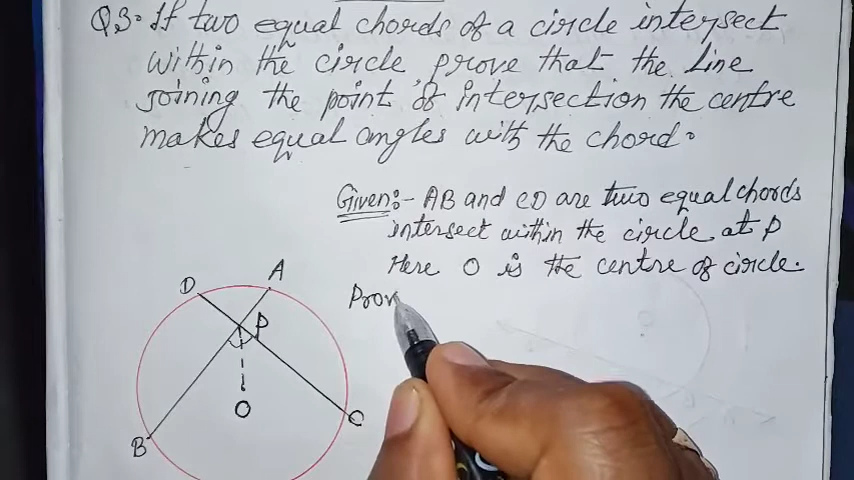 Q3. If two equal chords of a circle intersect
within the circle, prove that the Line
Joining the point of intersection the centre
makes equal angles with the chord.
Given:- AB and CD are two equal chords
intersect within the circle at P
Here O is the centre of circle.
Prov
D
A
P
O
B
C